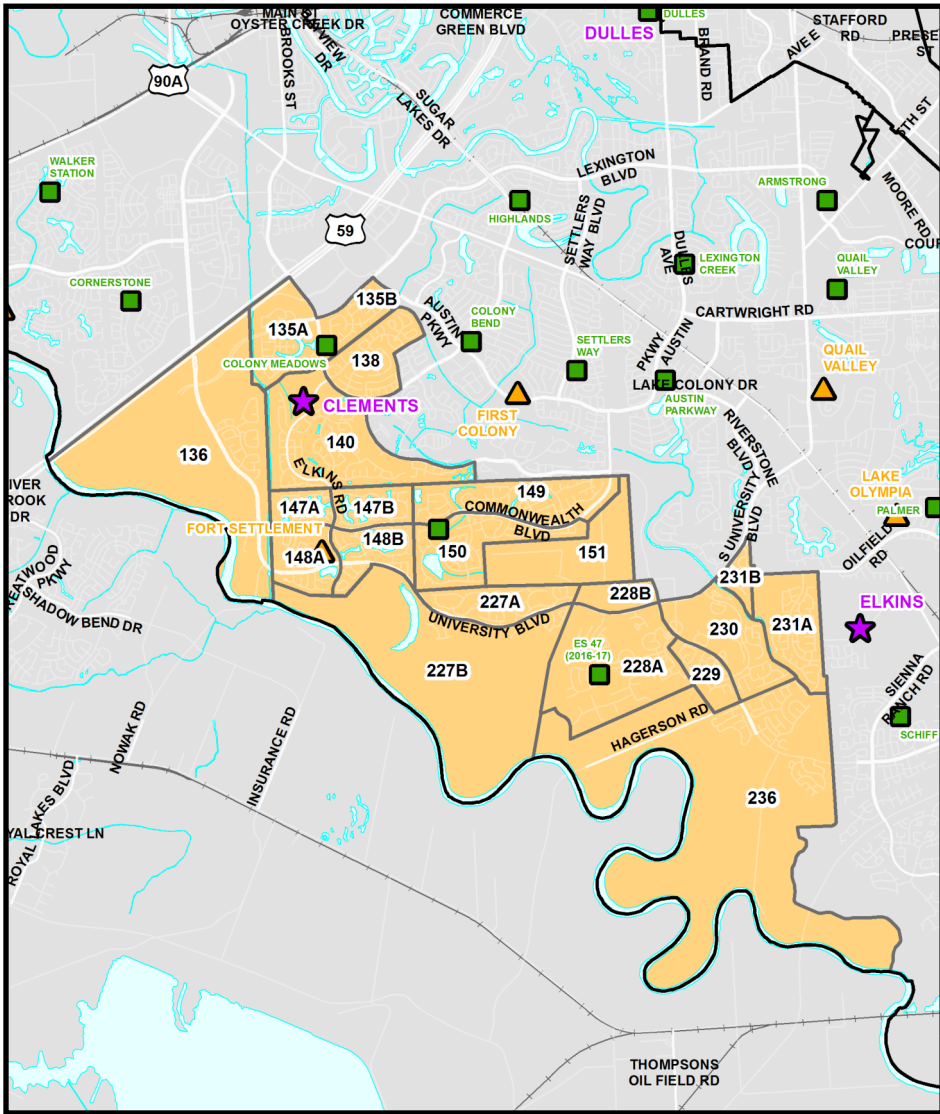 MAIN ST
OYSTER CREEK DR
COMMERCE
GREEN BLVD
DULLES
DULLES
STAFFORD
RD
AVE E
BRAND RD
BROOKS ST
VIEW
DR
90A
SUGAR
LAKES DR
5TH ST
MOORE RD
WALKER
STATION
59
HIGHLANDS
LEXINGTON
BLVD
SETTLERS
WAY BLVD
ARMSTRONG
DULLES
AVE
LEXINGTON
CREEK
QUAIL
VALLEY
CORNERSTONE
135A
135B
AUSTIN
PKWY
COLONY
BEND
CARTWRIGHT RD
AUSTIN
PKWY
COLONY MEADOWS
138
SETTLERS
WAY
LAKE COLONY DR
AUSTIN
PARKWAY
QUAIL
VALLEY
CLEMENTS
FIRST
COLONY
RIVERSTONE
BLVD
136
140
ELKINS RD
S UNIVERSITY
BLVD
LAKE
OLYMPIA
PALMER
OILFIELD
RD
147A
147B
149
COMMONWEALTH
BLVD
FORT SETTLEMENT
148A
148B
150
151
SHADOW BEND DR
227A
UNIVERSITY BLVD
228B
231B
231A
230
ELKINS
227B
ES 47
(2016-17)
228A
229
SIENNA
RANCH RD
SCHIFF
HAGERSON RD
NOWAK RD
INSURANCE RD
ROYAL LAKES BLVD
236
THOMPSONS
OIL FIELD RD